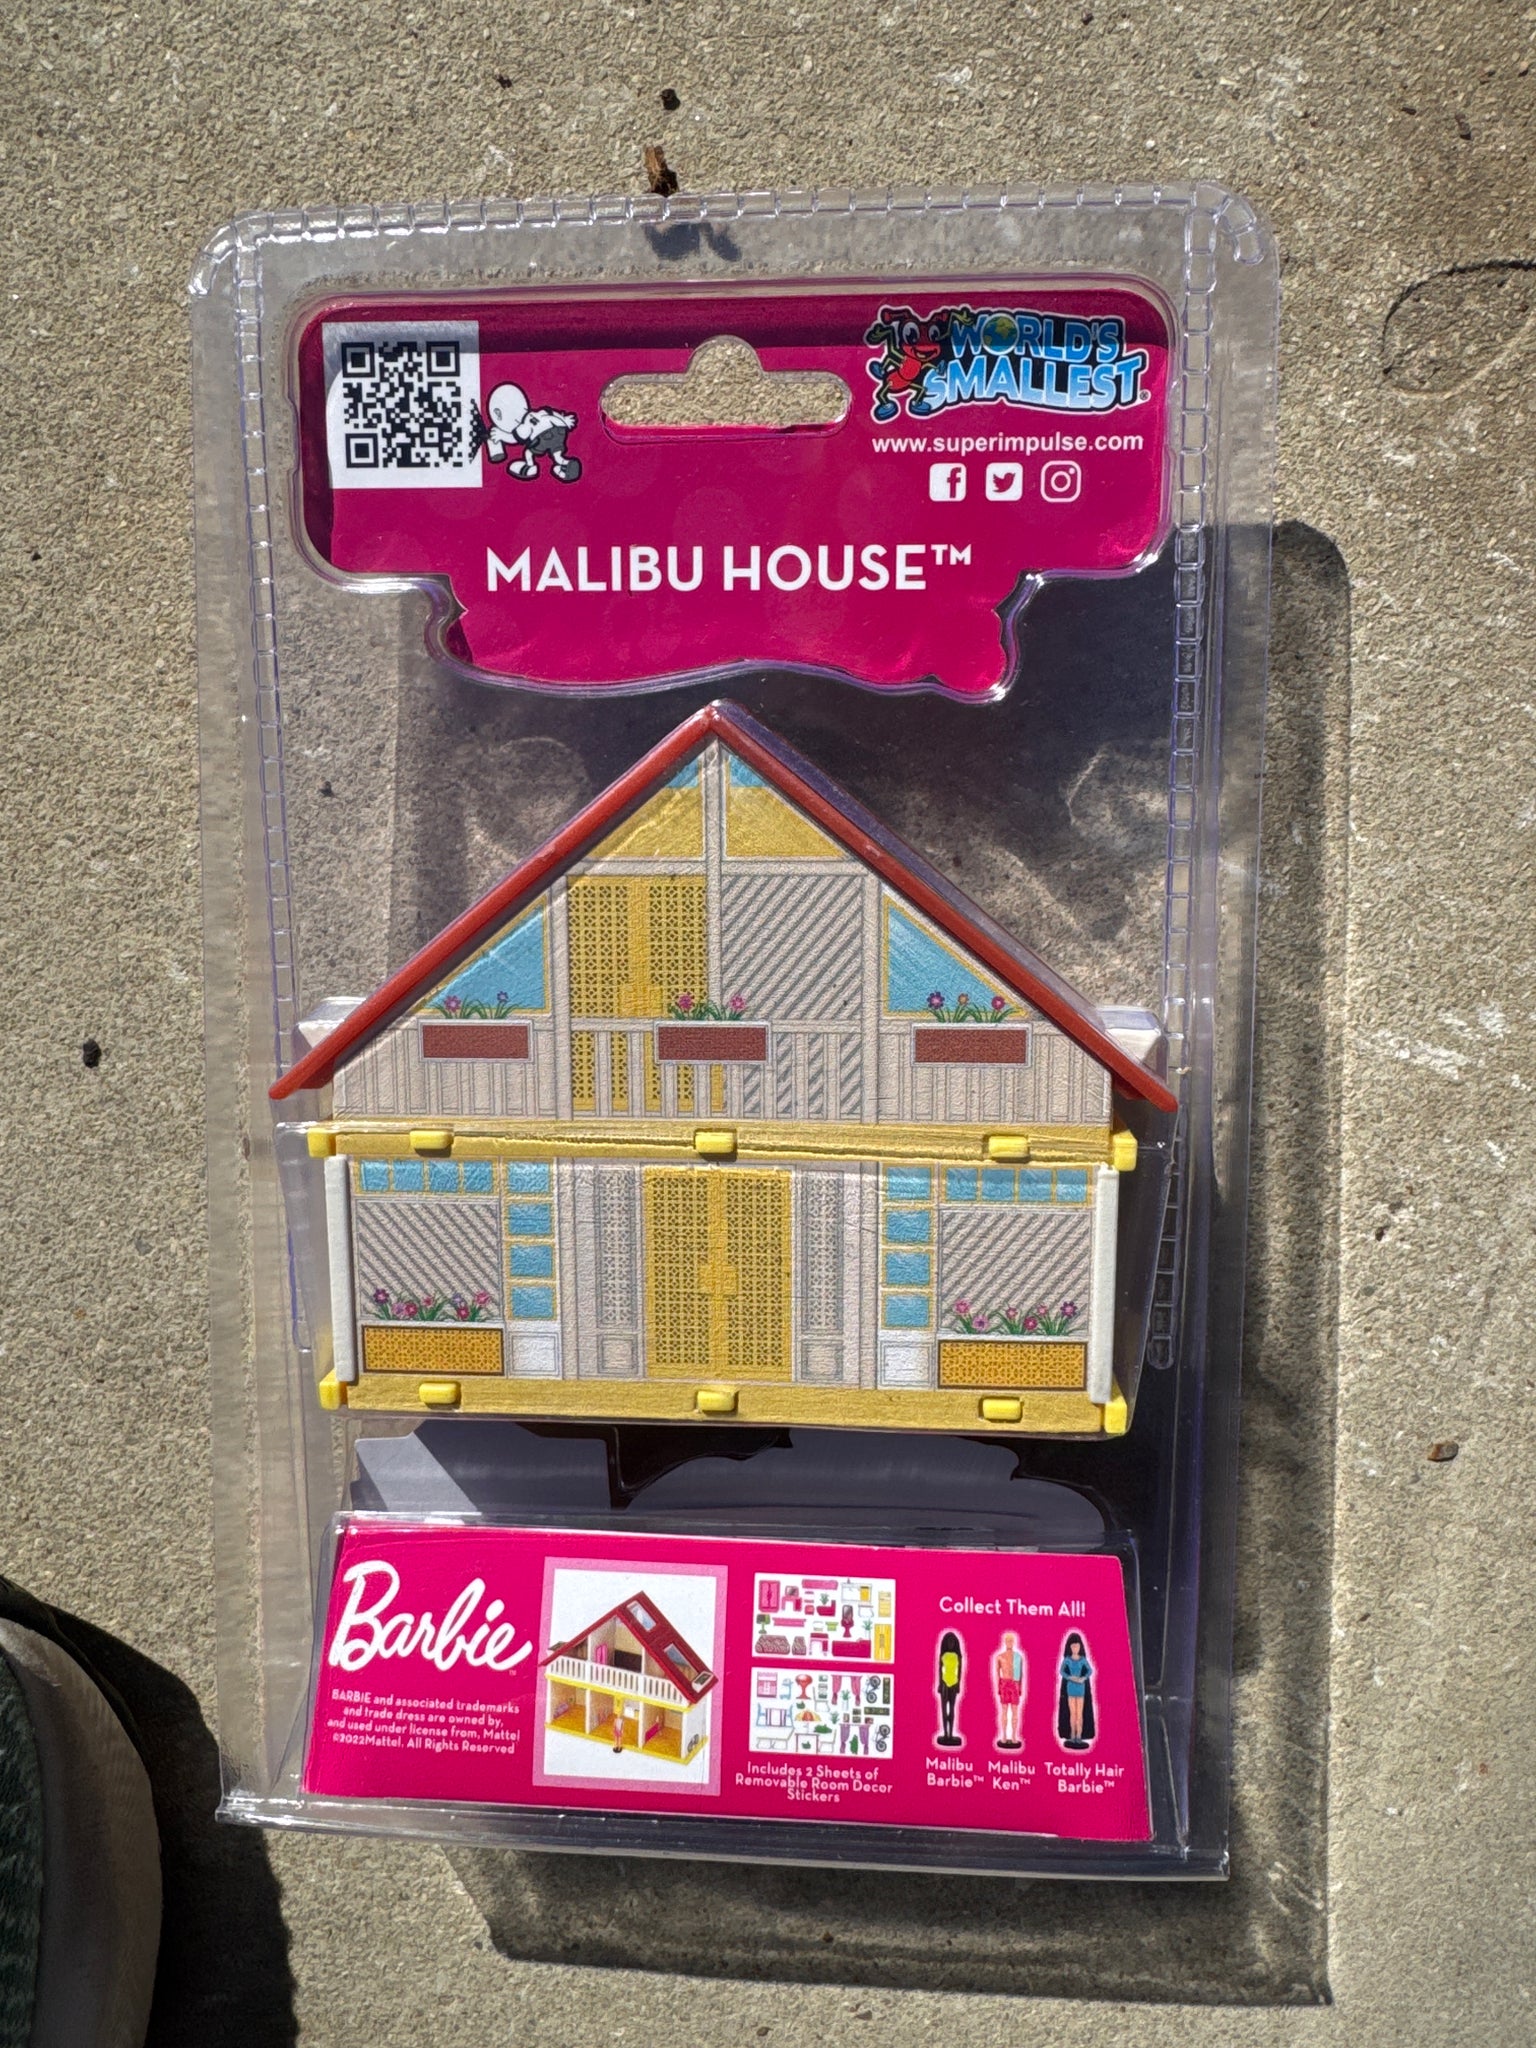 WORLD'S
SMALLEST®
www.superimpulse.com
MALIBU HOUSE™
Barbie™
BARBIE and associated trademarks
and trade dress are owned by,
and used under license from, Mattel
©2022Mattel. All Rights Reserved
Includes 2 Sheets of
Removable Room Decor
Stickers
Collect Them All!
Malibu
Barbie™
Malibu
Ken™
Totally Hair
Barbie™